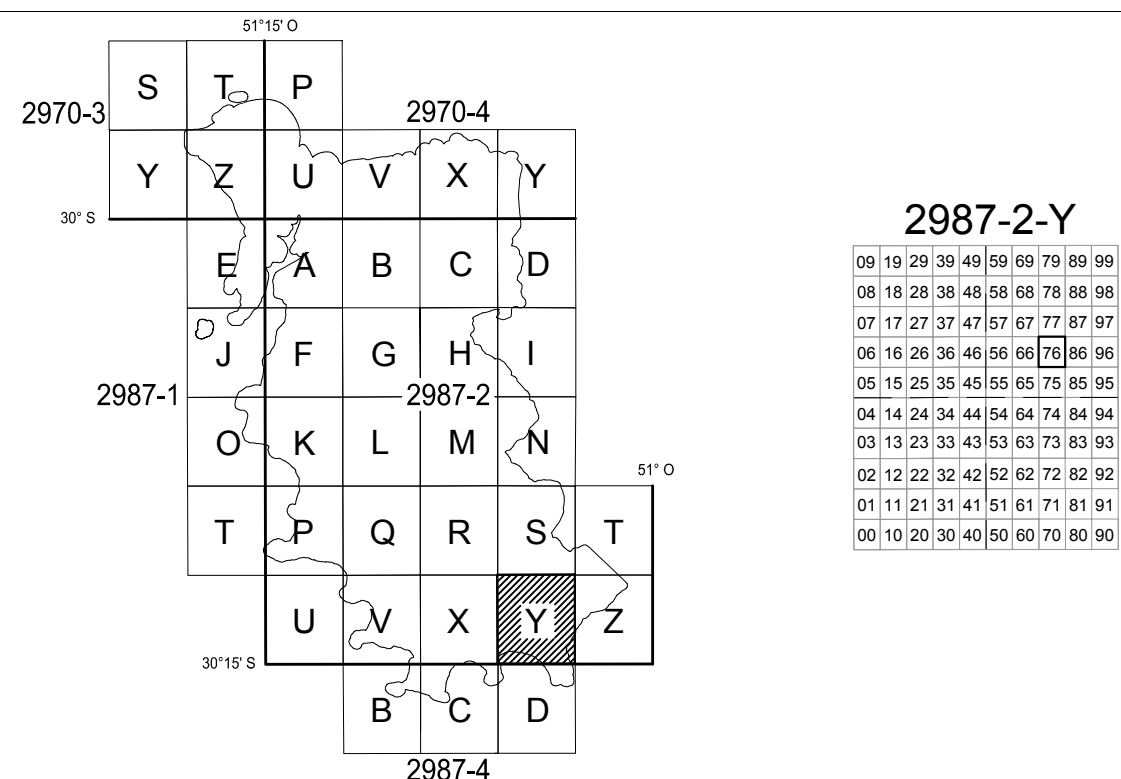 51°15' O
S T P
2970-3 2970-4
Y Z U V X Y
30° S
E A B C D
J F G H I
2987-1 2987-2
O K L M N
51° O
T P Q R S T
U V X Y Z
30°15' S
B C D
2987-4
2987-2-Y
09 19 29 39 49 59 69 79 89 99
08 18 28 38 48 58 68 78 88 98
07 17 27 37 47 57 67 77 87 97
06 16 26 36 46 56 66 76 86 96
05 15 25 35 45 55 65 75 85 95
04 14 24 34 44 54 64 74 84 94
03 13 23 33 43 53 63 73 83 93
02 12 22 32 42 52 62 72 82 92
01 11 21 31 41 51 61 71 81 91
00 10 20 30 40 50 60 70 80 90